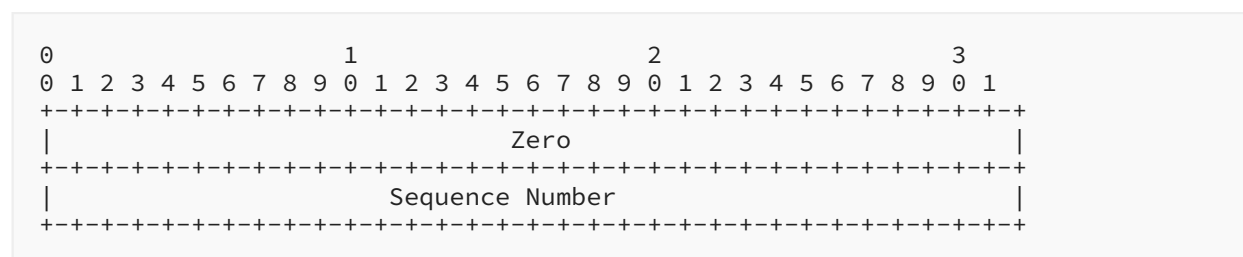 0                   1                   2                   3
0 1 2 3 4 5 6 7 8 9 0 1 2 3 4 5 6 7 8 9 0 1 2 3 4 5 6 7 8 9 0 1
+-+-+-+-+-+-+-+-+-+-+-+-+-+-+-+-+-+-+-+-+-+-+-+-+-+-+-+-+-+-+-+-+
|                              Zero                             |
+-+-+-+-+-+-+-+-+-+-+-+-+-+-+-+-+-+-+-+-+-+-+-+-+-+-+-+-+-+-+-+-+
|                      Sequence Number                          |
+-+-+-+-+-+-+-+-+-+-+-+-+-+-+-+-+-+-+-+-+-+-+-+-+-+-+-+-+-+-+-+-+